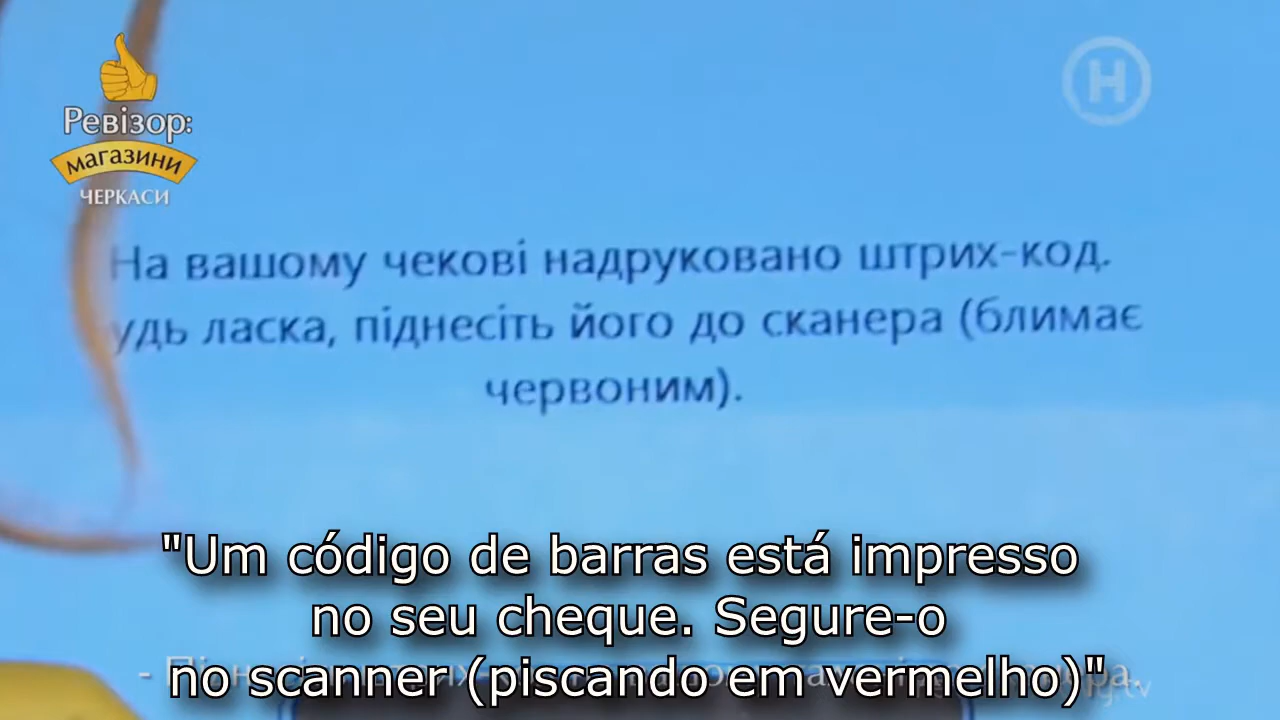 Ревізор:
магазини
ЧЕРКАСИ
Н
На вашому чекові надруковано штрих-код.
удь ласка, піднесіть його до сканера (блимає
червоним).
"Um código de barras está impresso
no seu cheque. Segure-o
no scanner (piscando em vermelho)"